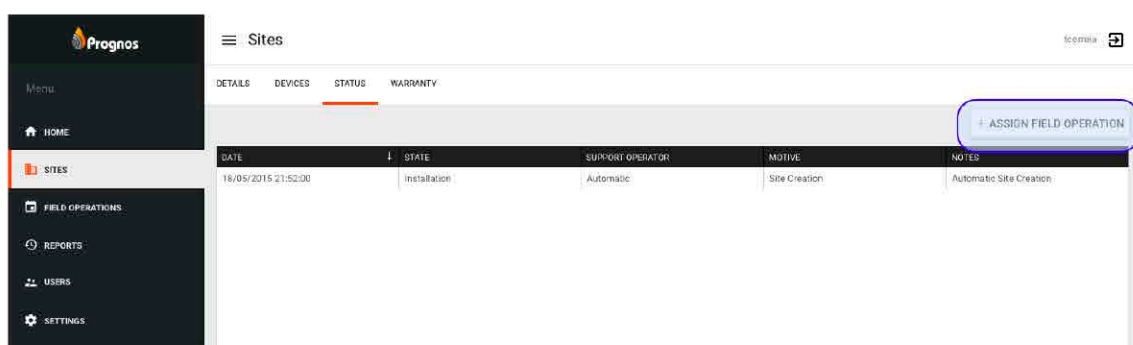 Prognos
Sites
Menu
DETAILS DEVICES STATUS WARRANTY
+ ASSIGN FIELD OPERATION
HOME
DATE STATE SUPPORT OPERATOR MOTIVE NOTES
SITES
18/05/2015 21:52:00 Installation Automatic Site Creation Automatic Site Creation
FIELD OPERATIONS
REPORTS
USERS
SETTINGS